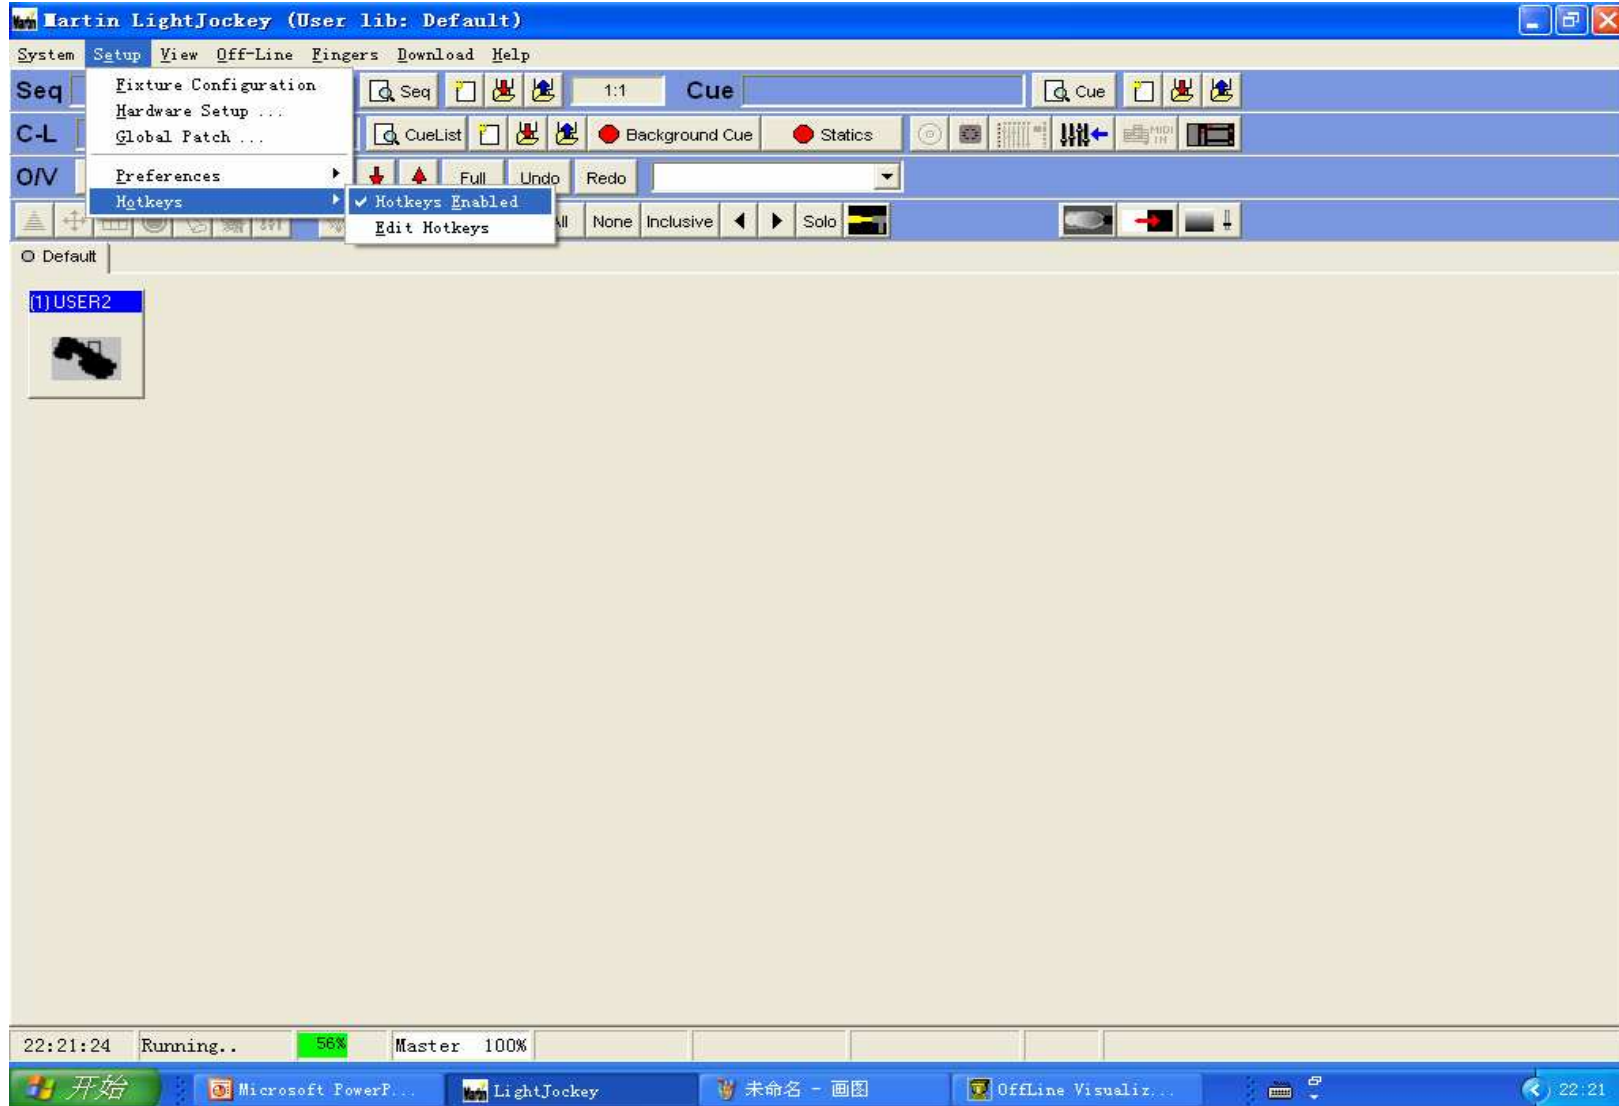 Martin LightJockey (User lib: Default)
System Setup View Off-Line Fingers Download Help
Seq Seq 1:1 Cue Cue
Fixture Configuration
Hardware Setup ...
Global Patch ...
Preferences
Hotkeys
C-L CueList Background Cue Statics MIDI IN
O/V Full Undo Redo
Hotkeys Enabled
Edit Hotkeys
None Inclusive Solo
Default
(1) USER2
22:21:24 Running.. 56% Master 100%
开始 Microsoft PowerP... LightJockey 未命名 - 画图 OffLine Visualiz... 22:21